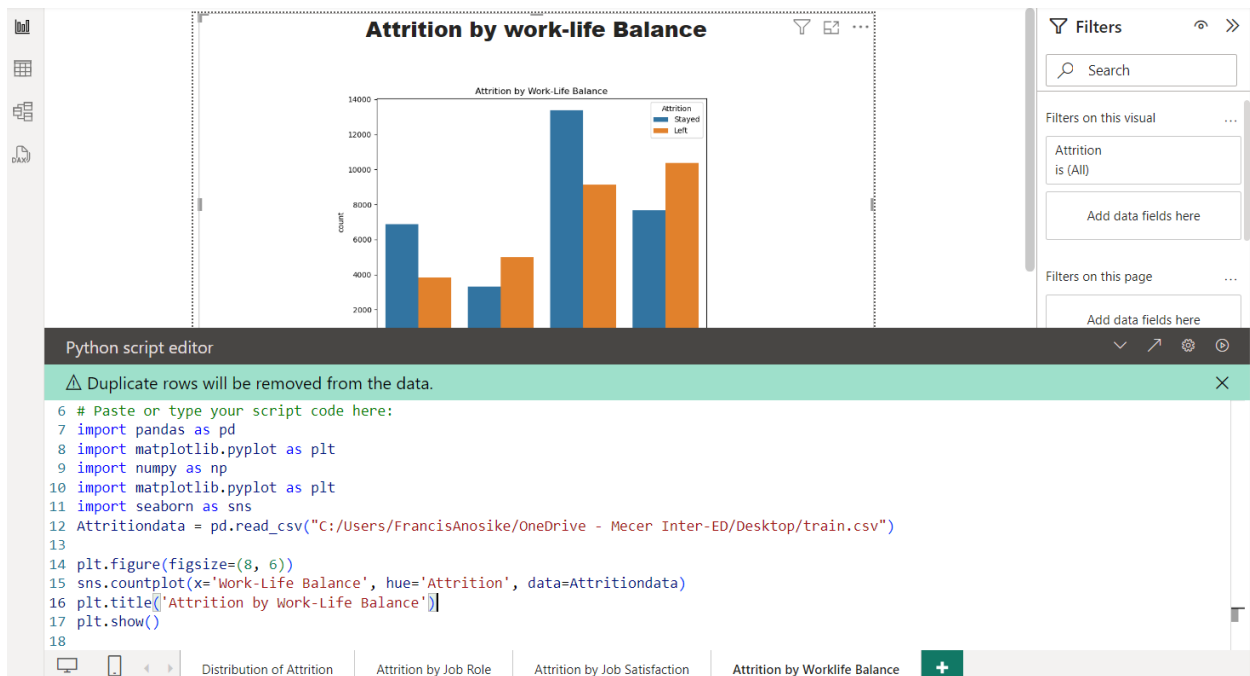 Attrition by work-life Balance
Filters
Search
Filters on this visual
...
Attrition
is (All)
Add data fields here
Filters on this page
...
Add data fields here
DAX
Attrition by Work-Life Balance
14000
12000
10000
8000
6000
4000
2000
count
Attrition
Stayed
Left
Python script editor
Duplicate rows will be removed from the data.
6 # Paste or type your script code here:
7 import pandas as pd
8 import matplotlib.pyplot as plt
9 import numpy as np
10 import matplotlib.pyplot as plt
11 import seaborn as sns
12 Attritiondata = pd.read_csv("C:/Users/FrancisAnosike/OneDrive - Mecer Inter-ED/Desktop/train.csv")
13
14 plt.figure(figsize=(8, 6))
15 sns.countplot(x='Work-Life Balance', hue='Attrition', data=Attritiondata)
16 plt.title('Attrition by Work-Life Balance')
17 plt.show()
18
Distribution of Attrition
Attrition by Job Role
Attrition by Job Satisfaction
Attrition by Worklife Balance
+